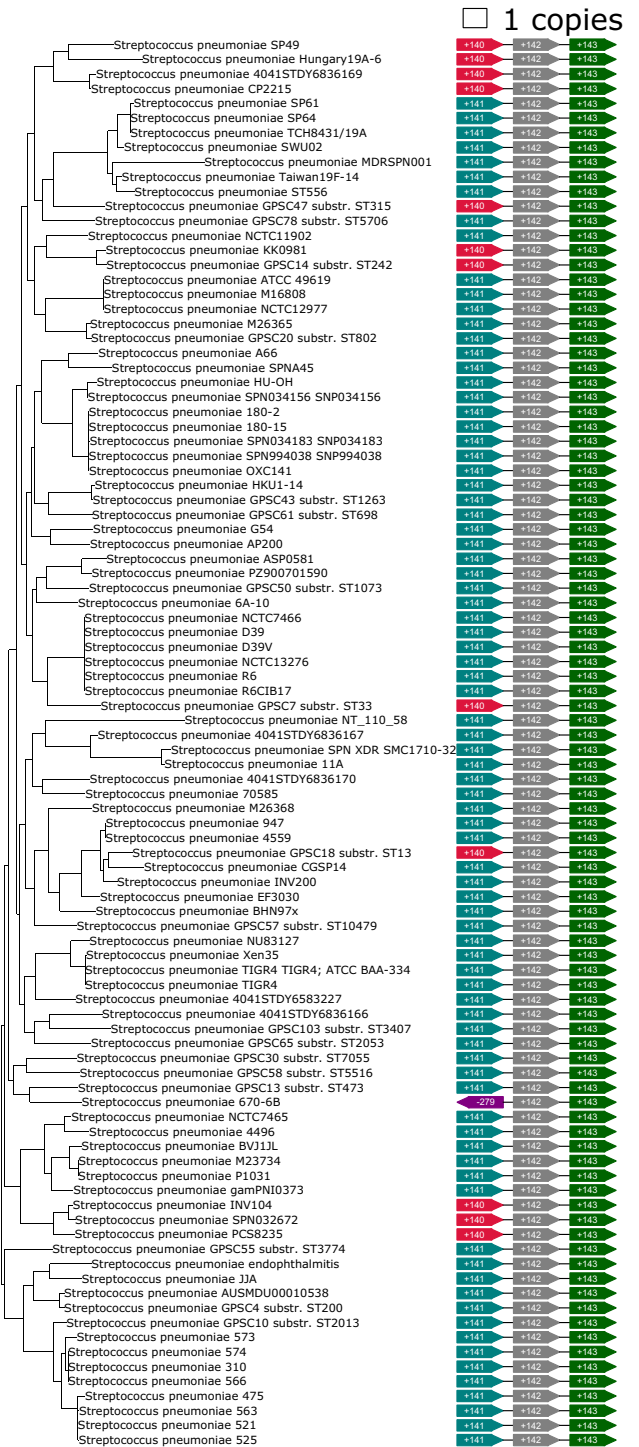 1 copies
Streptococcus pneumoniae SP49 +140 +142 +143
Streptococcus pneumoniae Hungary19A-6 +140 +142 +143
Streptococcus pneumoniae 4041STDY6836169 +140 +142 +143
Streptococcus pneumoniae CP2215 +140 +142 +143
Streptococcus pneumoniae SP61 +141 +142 +143
Streptococcus pneumoniae SP64 +141 +142 +143
Streptococcus pneumoniae TCH8431/19A +141 +142 +143
Streptococcus pneumoniae SWU02 +141 +142 +143
Streptococcus pneumoniae MDRSPN001 +141 +142 +143
Streptococcus pneumoniae Taiwan19F-14 +141 +142 +143
Streptococcus pneumoniae ST556 +141 +142 +143
Streptococcus pneumoniae GPSC47 substr. ST315 +140 +142 +143
Streptococcus pneumoniae GPSC78 substr. ST5706 +141 +142 +143
Streptococcus pneumoniae NCTC11902 +141 +142 +143
Streptococcus pneumoniae KK0981 +140 +142 +143
Streptococcus pneumoniae GPSC14 substr. ST242 +140 +142 +143
Streptococcus pneumoniae ATCC 49619 +141 +142 +143
Streptococcus pneumoniae M16808 +141 +142 +143
Streptococcus pneumoniae NCTC12977 +141 +142 +143
Streptococcus pneumoniae M26365 +141 +142 +143
Streptococcus pneumoniae GPSC20 substr. ST802 +141 +142 +143
Streptococcus pneumoniae A66 +141 +142 +143
Streptococcus pneumoniae SPNA45 +141 +142 +143
Streptococcus pneumoniae HU-OH +141 +142 +143
Streptococcus pneumoniae SPN034156 SNP034156 +141 +142 +143
Streptococcus pneumoniae 180-2 +141 +142 +143
Streptococcus pneumoniae 180-15 +141 +142 +143
Streptococcus pneumoniae SPN034183 SNP034183 +141 +142 +143
Streptococcus pneumoniae SPN994038 SNP994038 +141 +142 +143
Streptococcus pneumoniae OXC141 +141 +142 +143
Streptococcus pneumoniae HKU1-14 +141 +142 +143
Streptococcus pneumoniae GPSC43 substr. ST1263 +141 +142 +143
Streptococcus pneumoniae GPSC61 substr. ST698 +141 +142 +143
Streptococcus pneumoniae G54 +141 +142 +143
Streptococcus pneumoniae AP200 +141 +142 +143
Streptococcus pneumoniae ASP0581 +141 +142 +143
Streptococcus pneumoniae PZ900701590 +141 +142 +143
Streptococcus pneumoniae GPSC50 substr. ST1073 +141 +142 +143
Streptococcus pneumoniae 6A-10 +141 +142 +143
Streptococcus pneumoniae NCTC7466 +141 +142 +143
Streptococcus pneumoniae D39 +141 +142 +143
Streptococcus pneumoniae D39V +141 +142 +143
Streptococcus pneumoniae NCTC13276 +141 +142 +143
Streptococcus pneumoniae R6 +141 +142 +143
Streptococcus pneumoniae R6CIB17 +141 +142 +143
Streptococcus pneumoniae GPSC7 substr. ST33 +140 +142 +143
Streptococcus pneumoniae NT_110_58 +141 +142 +143
Streptococcus pneumoniae 4041STDY6836167 +141 +142 +143
Streptococcus pneumoniae SPN XDR SMC1710-32 +141 +142 +143
Streptococcus pneumoniae 11A +141 +142 +143
Streptococcus pneumoniae 4041STDY6836170 +141 +142 +143
Streptococcus pneumoniae 70585 +141 +142 +143
Streptococcus pneumoniae M26368 +141 +142 +143
Streptococcus pneumoniae 947 +141 +142 +143
Streptococcus pneumoniae 4559 +141 +142 +143
Streptococcus pneumoniae GPSC18 substr. ST13 +140 +142 +143
Streptococcus pneumoniae CGSP14 +141 +142 +143
Streptococcus pneumoniae INV200 +141 +142 +143
Streptococcus pneumoniae EF3030 +141 +142 +143
Streptococcus pneumoniae BHN97x +141 +142 +143
Streptococcus pneumoniae GPSC57 substr. ST10479 +141 +142 +143
Streptococcus pneumoniae NU83127 +141 +142 +143
Streptococcus pneumoniae Xen35 +141 +142 +143
Streptococcus pneumoniae TIGR4 TIGR4; ATCC BAA-334 +141 +142 +143
Streptococcus pneumoniae TIGR4 +141 +142 +143
Streptococcus pneumoniae 4041STDY6583227 +141 +142 +143
Streptococcus pneumoniae 4041STDY6836166 +141 +142 +143
Streptococcus pneumoniae GPSC103 substr. ST3407 +141 +142 +143
Streptococcus pneumoniae GPSC65 substr. ST2053 +141 +142 +143
Streptococcus pneumoniae GPSC30 substr. ST7055 +141 +142 +143
Streptococcus pneumoniae GPSC58 substr. ST5516 +141 +142 +143
Streptococcus pneumoniae GPSC13 substr. ST473 +141 +142 +143
Streptococcus pneumoniae 670-6B -279 +142 +143
Streptococcus pneumoniae NCTC7465 +141 +142 +143
Streptococcus pneumoniae 4496 +141 +142 +143
Streptococcus pneumoniae BVJ1JL +141 +142 +143
Streptococcus pneumoniae M23734 +141 +142 +143
Streptococcus pneumoniae P1031 +141 +142 +143
Streptococcus pneumoniae gamPNI0373 +141 +142 +143
Streptococcus pneumoniae INV104 +140 +142 +143
Streptococcus pneumoniae SPN032672 +140 +142 +143
Streptococcus pneumoniae PCS8235 +140 +142 +143
Streptococcus pneumoniae GPSC55 substr. ST3774 +141 +142 +143
Streptococcus pneumoniae endophthalmitis +141 +142 +143
Streptococcus pneumoniae JJA +141 +142 +143
Streptococcus pneumoniae AUSMDU00010538 +141 +142 +143
Streptococcus pneumoniae GPSC4 substr. ST200 +141 +142 +143
Streptococcus pneumoniae GPSC10 substr. ST2013 +141 +142 +143
Streptococcus pneumoniae 573 +141 +142 +143
Streptococcus pneumoniae 574 +141 +142 +143
Streptococcus pneumoniae 310 +141 +142 +143
Streptococcus pneumoniae 566 +141 +142 +143
Streptococcus pneumoniae 475 +141 +142 +143
Streptococcus pneumoniae 563 +141 +142 +143
Streptococcus pneumoniae 521 +141 +142 +143
Streptococcus pneumoniae 525 +141 +142 +143